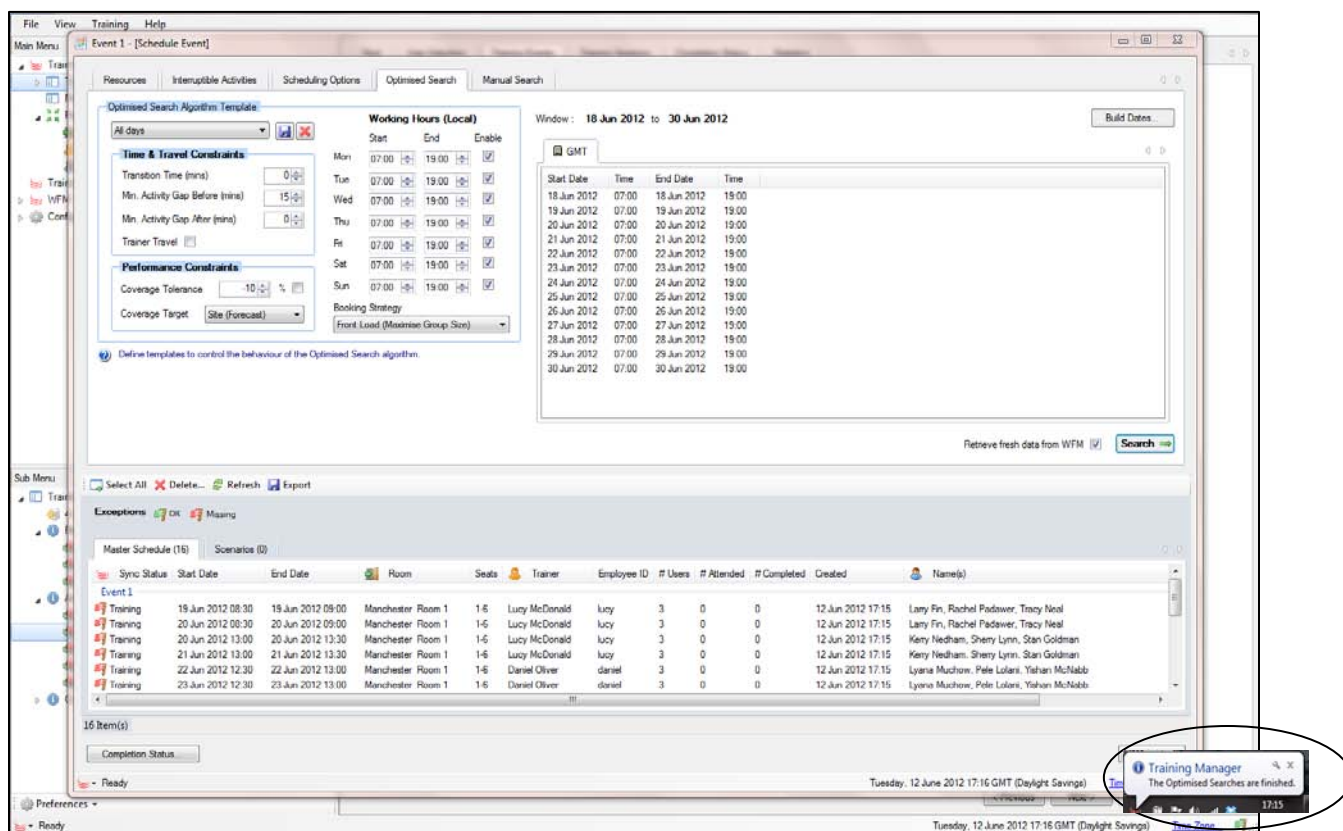 File View Training Help
Main Menu
Event 1 - [Schedule Event]
Resources Interruptible Activities Scheduling Options Optimised Search Manual Search
Optimised Search Algorithm Template
All days
Time & Travel Constraints
Transition Time (mins) 0
Min. Activity Gap Before (mins) 15
Min. Activity Gap After (mins) 0
Trainer Travel
Performance Constraints
Coverage Tolerance -10 %
Coverage Target Site (Forecast)
Working Hours (Local)
Start End Enable
Mon 07:00 19:00
Tue 07:00 19:00
Wed 07:00 19:00
Thu 07:00 19:00
Fri 07:00 19:00
Sat 07:00 19:00
Sun 07:00 19:00
Booking Strategy
Front Load (Maximise Group Size)
Define templates to control the behaviour of the Optimised Search algorithm.
Window : 18 Jun 2012 to 30 Jun 2012
Build Dates...
GMT
Start Date Time End Date Time
18 Jun 2012 07:00 18 Jun 2012 19:00
19 Jun 2012 07:00 19 Jun 2012 19:00
20 Jun 2012 07:00 20 Jun 2012 19:00
21 Jun 2012 07:00 21 Jun 2012 19:00
22 Jun 2012 07:00 22 Jun 2012 19:00
23 Jun 2012 07:00 23 Jun 2012 19:00
24 Jun 2012 07:00 24 Jun 2012 19:00
25 Jun 2012 07:00 25 Jun 2012 19:00
26 Jun 2012 07:00 26 Jun 2012 19:00
27 Jun 2012 07:00 27 Jun 2012 19:00
28 Jun 2012 07:00 28 Jun 2012 19:00
29 Jun 2012 07:00 29 Jun 2012 19:00
30 Jun 2012 07:00 30 Jun 2012 19:00
Retrieve fresh data from WFM Search
Sub Menu
Select All Delete... Refresh Export
Exceptions OK Missing
Master Schedule (16) Scenarios (0)
Sync Status Start Date End Date Room Seats Trainer Employee ID # Users # Attended # Completed Created Name(s)
Event 1
Training 19 Jun 2012 08:30 19 Jun 2012 09:00 Manchester Room 1 1-6 Lucy McDonald lucy 3 0 0 12 Jun 2012 17:15 Larry Fin, Rachel Padawer, Tracy Neal
Training 20 Jun 2012 08:30 20 Jun 2012 09:00 Manchester Room 1 1-6 Lucy McDonald lucy 3 0 0 12 Jun 2012 17:15 Larry Fin, Rachel Padawer, Tracy Neal
Training 20 Jun 2012 13:00 20 Jun 2012 13:30 Manchester Room 1 1-6 Lucy McDonald lucy 3 0 0 12 Jun 2012 17:15 Kerry Nedham, Sherry Lynn, Stan Goldman
Training 21 Jun 2012 13:00 21 Jun 2012 13:30 Manchester Room 1 1-6 Lucy McDonald lucy 3 0 0 12 Jun 2012 17:15 Kerry Nedham, Sherry Lynn, Stan Goldman
Training 22 Jun 2012 12:30 22 Jun 2012 13:00 Manchester Room 1 1-6 Daniel Oliver daniel 3 0 0 12 Jun 2012 17:15 Lyana Muchow, Pele Lolani, Yishan McNabb
Training 23 Jun 2012 12:30 23 Jun 2012 13:00 Manchester Room 1 1-6 Daniel Oliver daniel 3 0 0 12 Jun 2012 17:15 Lyana Muchow, Pele Lolani, Yishan McNabb
16 Item(s)
Completion Status...
Ready Tuesday, 12 June 2012 17:16 GMT (Daylight Savings)
Training Manager
The Optimised Searches are finished.
17:15
Preferences
Ready Tuesday, 12 June 2012 17:16 GMT (Daylight Savings) Time Zone...